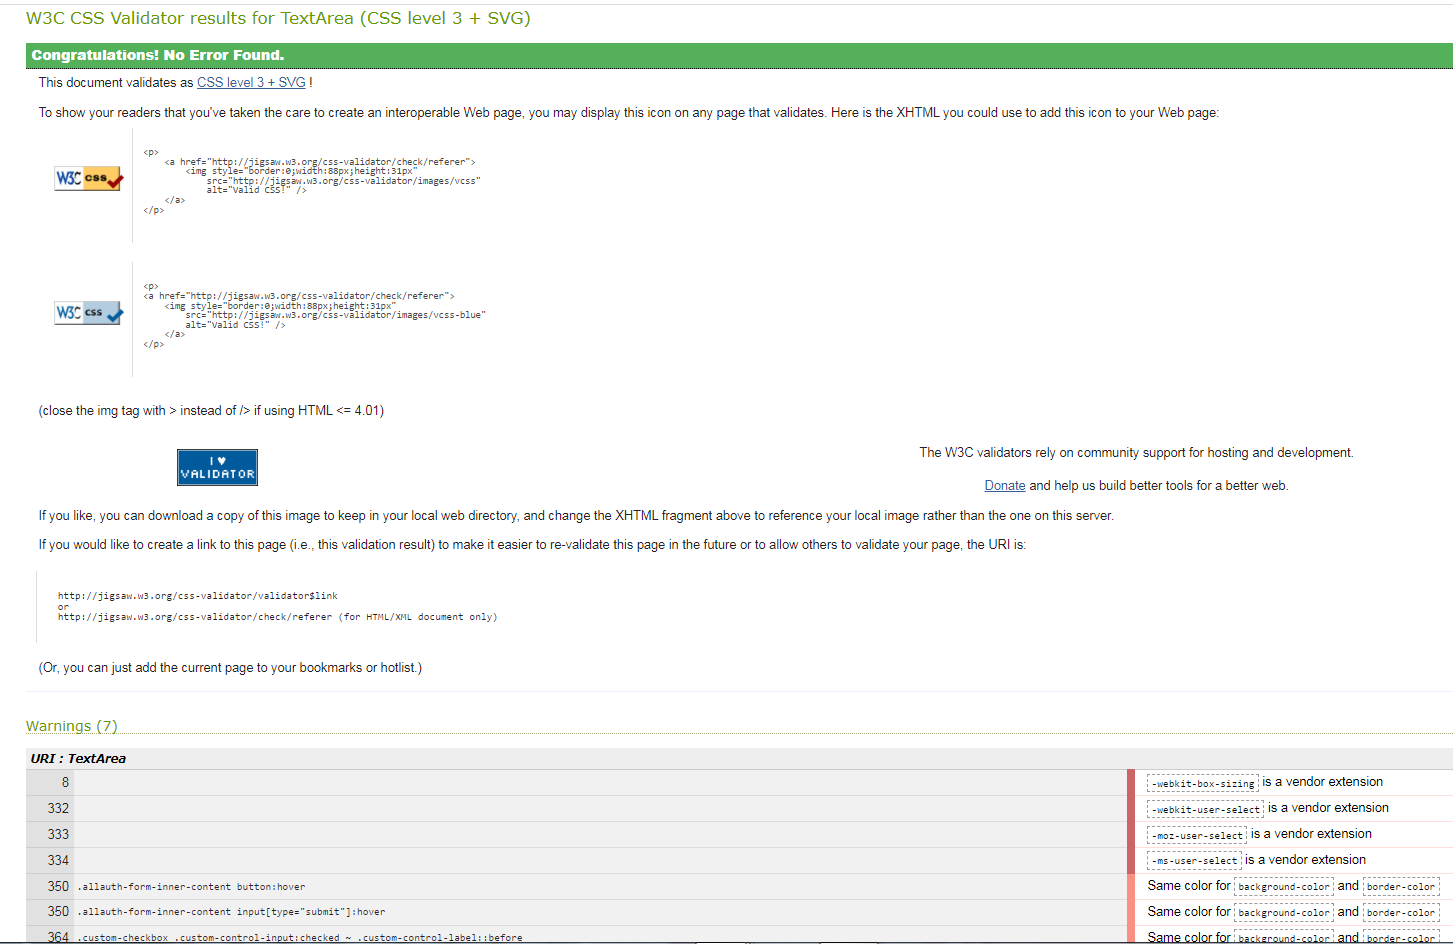 W3C CSS Validator results for TextArea (CSS level 3 + SVG)
Congratulations! No Error Found.
This document validates as CSS level 3 + SVG !
To show your readers that you've taken the care to create an interoperable Web page, you may display this icon on any page that validates. Here is the XHTML you could use to add this icon to your Web page:
W3C css
<p>
<a href="http://jigsaw.w3.org/css-validator/check/referer">
<img style="border:0;width:88px;height:31px"
src="http://jigsaw.w3.org/css-validator/images/vcss"
alt="Valid CSS!" />
</a>
</p>
W3C css
<p>
<a href="http://jigsaw.w3.org/css-validator/check/referer">
<img style="border:0;width:88px;height:31px"
src="http://jigsaw.w3.org/css-validator/images/vcss-blue"
alt="Valid CSS!" />
</a>
</p>
(close the img tag with > instead of /> if using HTML <= 4.01)
I ♥
VALIDATOR
The W3C validators rely on community support for hosting and development.
Donate and help us build better tools for a better web.
If you like, you can download a copy of this image to keep in your local web directory, and change the XHTML fragment above to reference your local image rather than the one on this server.
If you would like to create a link to this page (i.e., this validation result) to make it easier to re-validate this page in the future or to allow others to validate your page, the URI is:
http://jigsaw.w3.org/css-validator/validator$link
or
http://jigsaw.w3.org/css-validator/check/referer (for HTML/XML document only)
(Or, you can just add the current page to your bookmarks or hotlist.)
Warnings (7)
URI : TextArea
8 -webkit-box-sizing is a vendor extension
332 -webkit-user-select is a vendor extension
333 -moz-user-select is a vendor extension
334 -ms-user-select is a vendor extension
350 .allauth-form-inner-content button:hover Same color for background-color and border-color
350 .allauth-form-inner-content input[type="submit"]:hover Same color for background-color and border-color
364 .custom-checkbox .custom-control-input:checked ~ .custom-control-label::before Same color for background-color and border-color